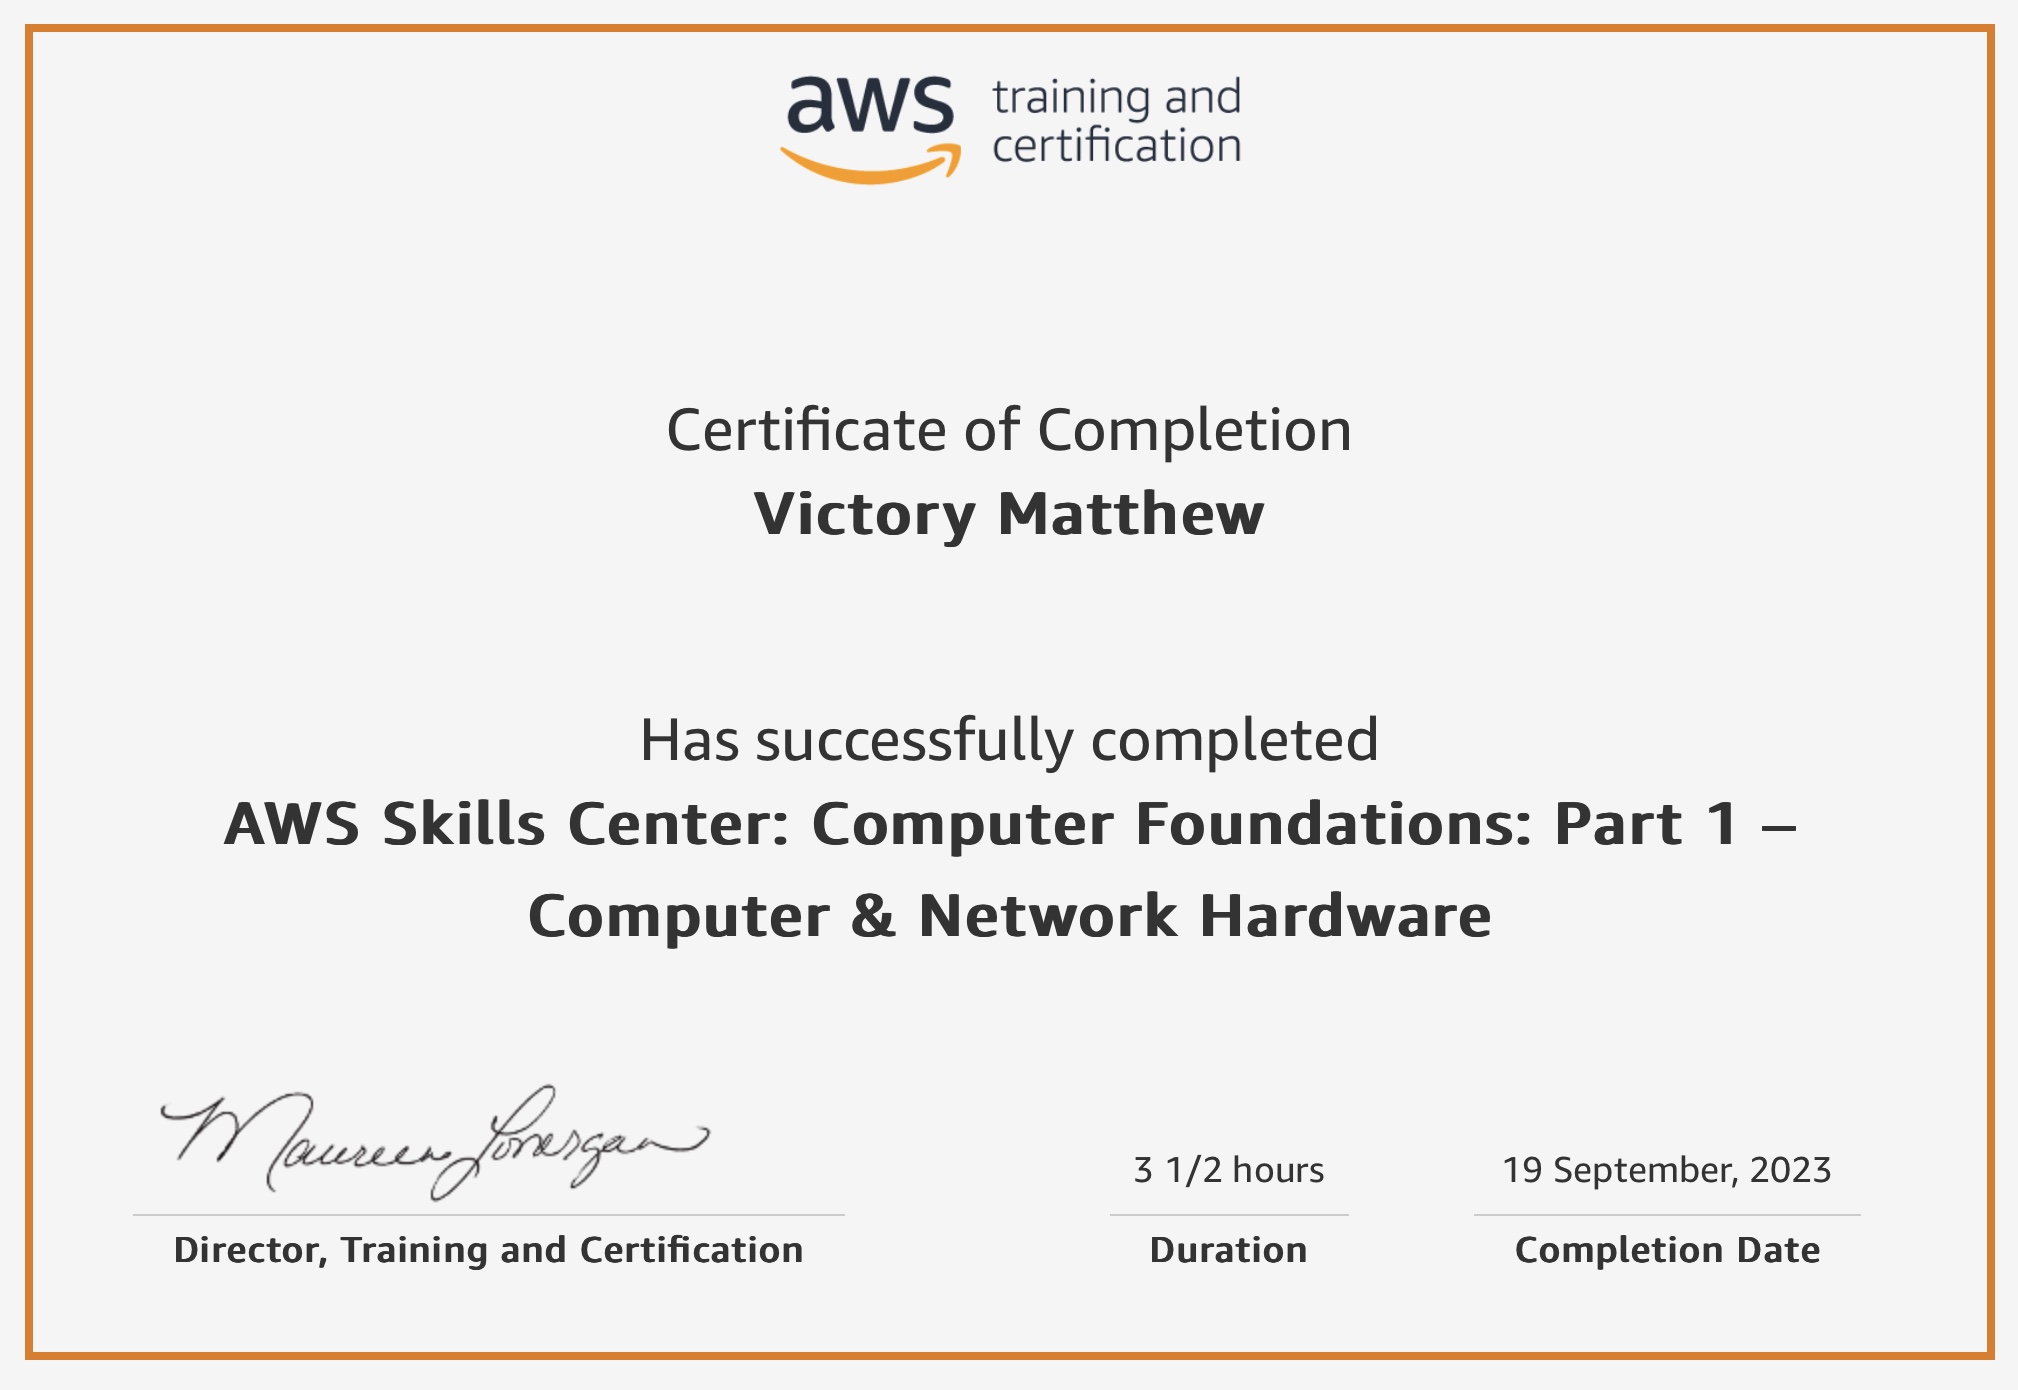 aws training and
certification
Certificate of Completion
Victory Matthew
Has successfully completed
AWS Skills Center: Computer Foundations: Part 1 –
Computer & Network Hardware
Maureen Lonergan
3 1/2 hours
19 September, 2023
Director, Training and Certification
Duration
Completion Date